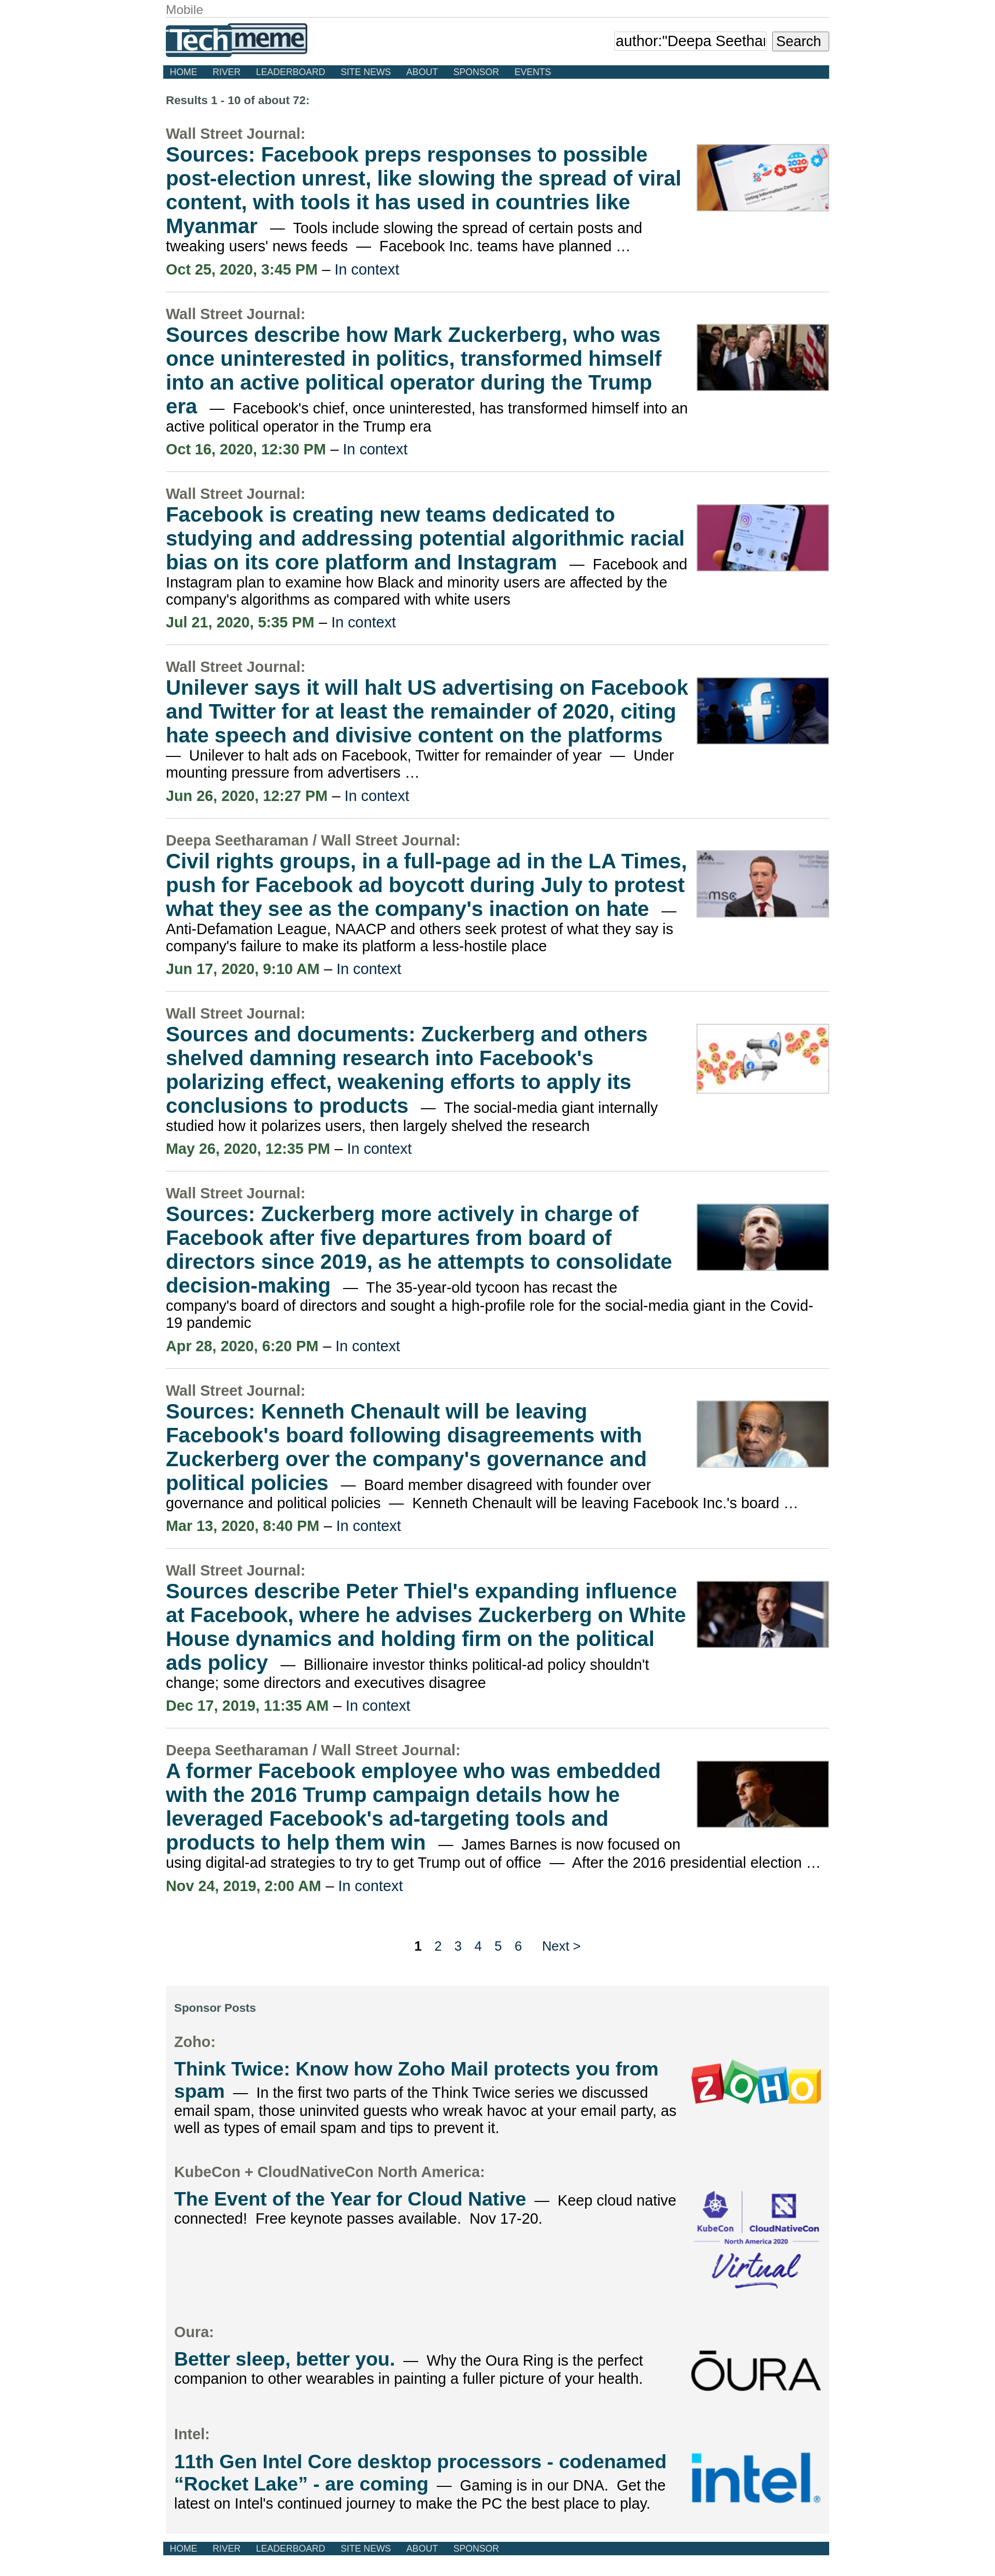 Mobile
Techmeme
author:"Deepa Seethar
Search
HOME RIVER LEADERBOARD SITE NEWS ABOUT SPONSOR EVENTS
Results 1 - 10 of about 72:
Wall Street Journal:
Sources: Facebook preps responses to possible
post-election unrest, like slowing the spread of viral
content, with tools it has used in countries like
Myanmar — Tools include slowing the spread of certain posts and
tweaking users' news feeds — Facebook Inc. teams have planned …
Oct 25, 2020, 3:45 PM – In context
Wall Street Journal:
Sources describe how Mark Zuckerberg, who was
once uninterested in politics, transformed himself
into an active political operator during the Trump
era — Facebook's chief, once uninterested, has transformed himself into an
active political operator in the Trump era
Oct 16, 2020, 12:30 PM – In context
Wall Street Journal:
Facebook is creating new teams dedicated to
studying and addressing potential algorithmic racial
bias on its core platform and Instagram — Facebook and
Instagram plan to examine how Black and minority users are affected by the
company's algorithms as compared with white users
Jul 21, 2020, 5:35 PM – In context
Wall Street Journal:
Unilever says it will halt US advertising on Facebook
and Twitter for at least the remainder of 2020, citing
hate speech and divisive content on the platforms
— Unilever to halt ads on Facebook, Twitter for remainder of year — Under
mounting pressure from advertisers …
Jun 26, 2020, 12:27 PM – In context
Deepa Seetharaman / Wall Street Journal:
Civil rights groups, in a full-page ad in the LA Times,
push for Facebook ad boycott during July to protest
what they see as the company's inaction on hate —
Anti-Defamation League, NAACP and others seek protest of what they say is
company's failure to make its platform a less-hostile place
Jun 17, 2020, 9:10 AM – In context
Wall Street Journal:
Sources and documents: Zuckerberg and others
shelved damning research into Facebook's
polarizing effect, weakening efforts to apply its
conclusions to products — The social-media giant internally
studied how it polarizes users, then largely shelved the research
May 26, 2020, 12:35 PM – In context
Wall Street Journal:
Sources: Zuckerberg more actively in charge of
Facebook after five departures from board of
directors since 2019, as he attempts to consolidate
decision-making — The 35-year-old tycoon has recast the
company's board of directors and sought a high-profile role for the social-media giant in the Covid-
19 pandemic
Apr 28, 2020, 6:20 PM – In context
Wall Street Journal:
Sources: Kenneth Chenault will be leaving
Facebook's board following disagreements with
Zuckerberg over the company's governance and
political policies — Board member disagreed with founder over
governance and political policies — Kenneth Chenault will be leaving Facebook Inc.'s board …
Mar 13, 2020, 8:40 PM – In context
Wall Street Journal:
Sources describe Peter Thiel's expanding influence
at Facebook, where he advises Zuckerberg on White
House dynamics and holding firm on the political
ads policy — Billionaire investor thinks political-ad policy shouldn't
change; some directors and executives disagree
Dec 17, 2019, 11:35 AM – In context
Deepa Seetharaman / Wall Street Journal:
A former Facebook employee who was embedded
with the 2016 Trump campaign details how he
leveraged Facebook's ad-targeting tools and
products to help them win — James Barnes is now focused on
using digital-ad strategies to try to get Trump out of office — After the 2016 presidential election …
Nov 24, 2019, 2:00 AM – In context
1 2 3 4 5 6 Next >
Sponsor Posts
Zoho:
Think Twice: Know how Zoho Mail protects you from
spam — In the first two parts of the Think Twice series we discussed
email spam, those uninvited guests who wreak havoc at your email party, as
well as types of email spam and tips to prevent it.
ZOHO
KubeCon + CloudNativeCon North America:
The Event of the Year for Cloud Native — Keep cloud native
connected! Free keynote passes available. Nov 17-20.
KubeCon CloudNativeCon
North America 2020
Virtual
Oura:
Better sleep, better you. — Why the Oura Ring is the perfect
companion to other wearables in painting a fuller picture of your health.
ŌURA
Intel:
11th Gen Intel Core desktop processors - codenamed
“Rocket Lake” - are coming — Gaming is in our DNA. Get the
latest on Intel's continued journey to make the PC the best place to play.
intel®
HOME RIVER LEADERBOARD SITE NEWS ABOUT SPONSOR